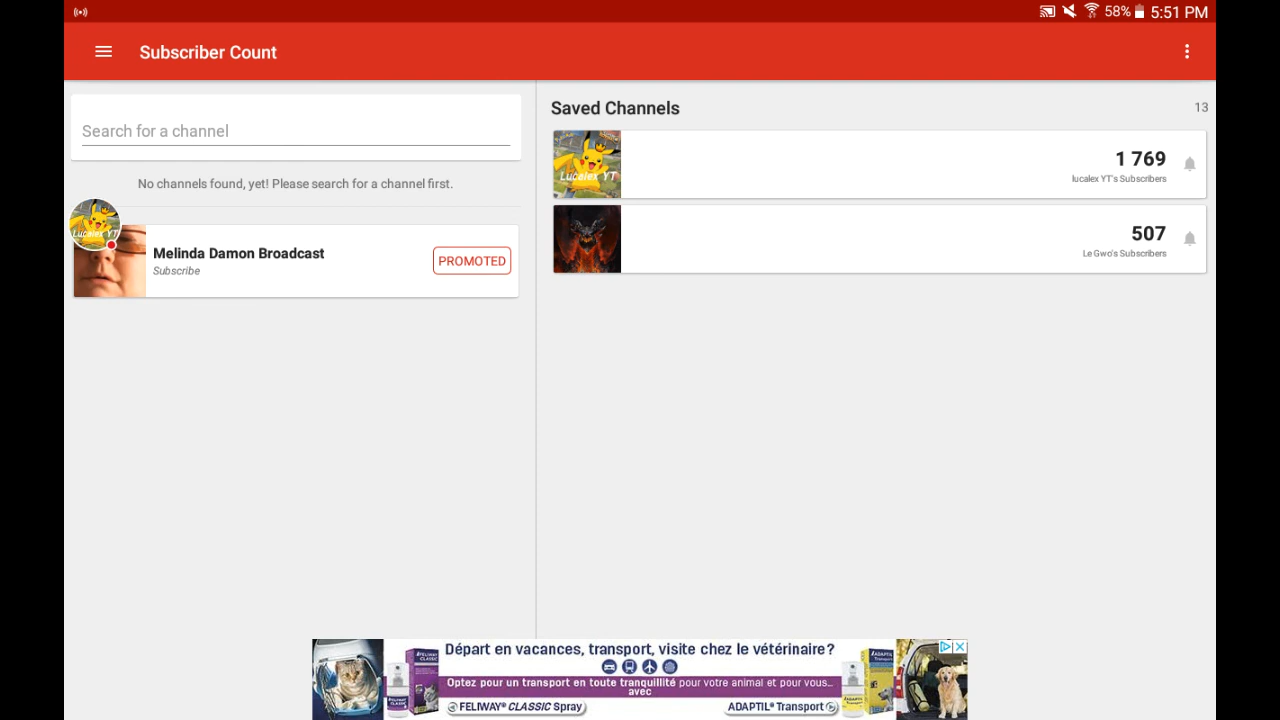 58% 5:51 PM
Subscriber Count
Search for a channel
No channels found, yet! Please search for a channel first.
Lucalex YT
Melinda Damon Broadcast
Subscribe
PROMOTED
Saved Channels
13
Lucalex YT
1 769
lucalex YT's Subscribers
507
Le Gwo's Subscribers
Départ en vacances, transport, visite chez le vétérinaire?
Optez pour un transport en toute tranquillité pour votre animal et pour vous...
avec
FELIWAY® CLASSIC Spray
ADAPTIL® Transport